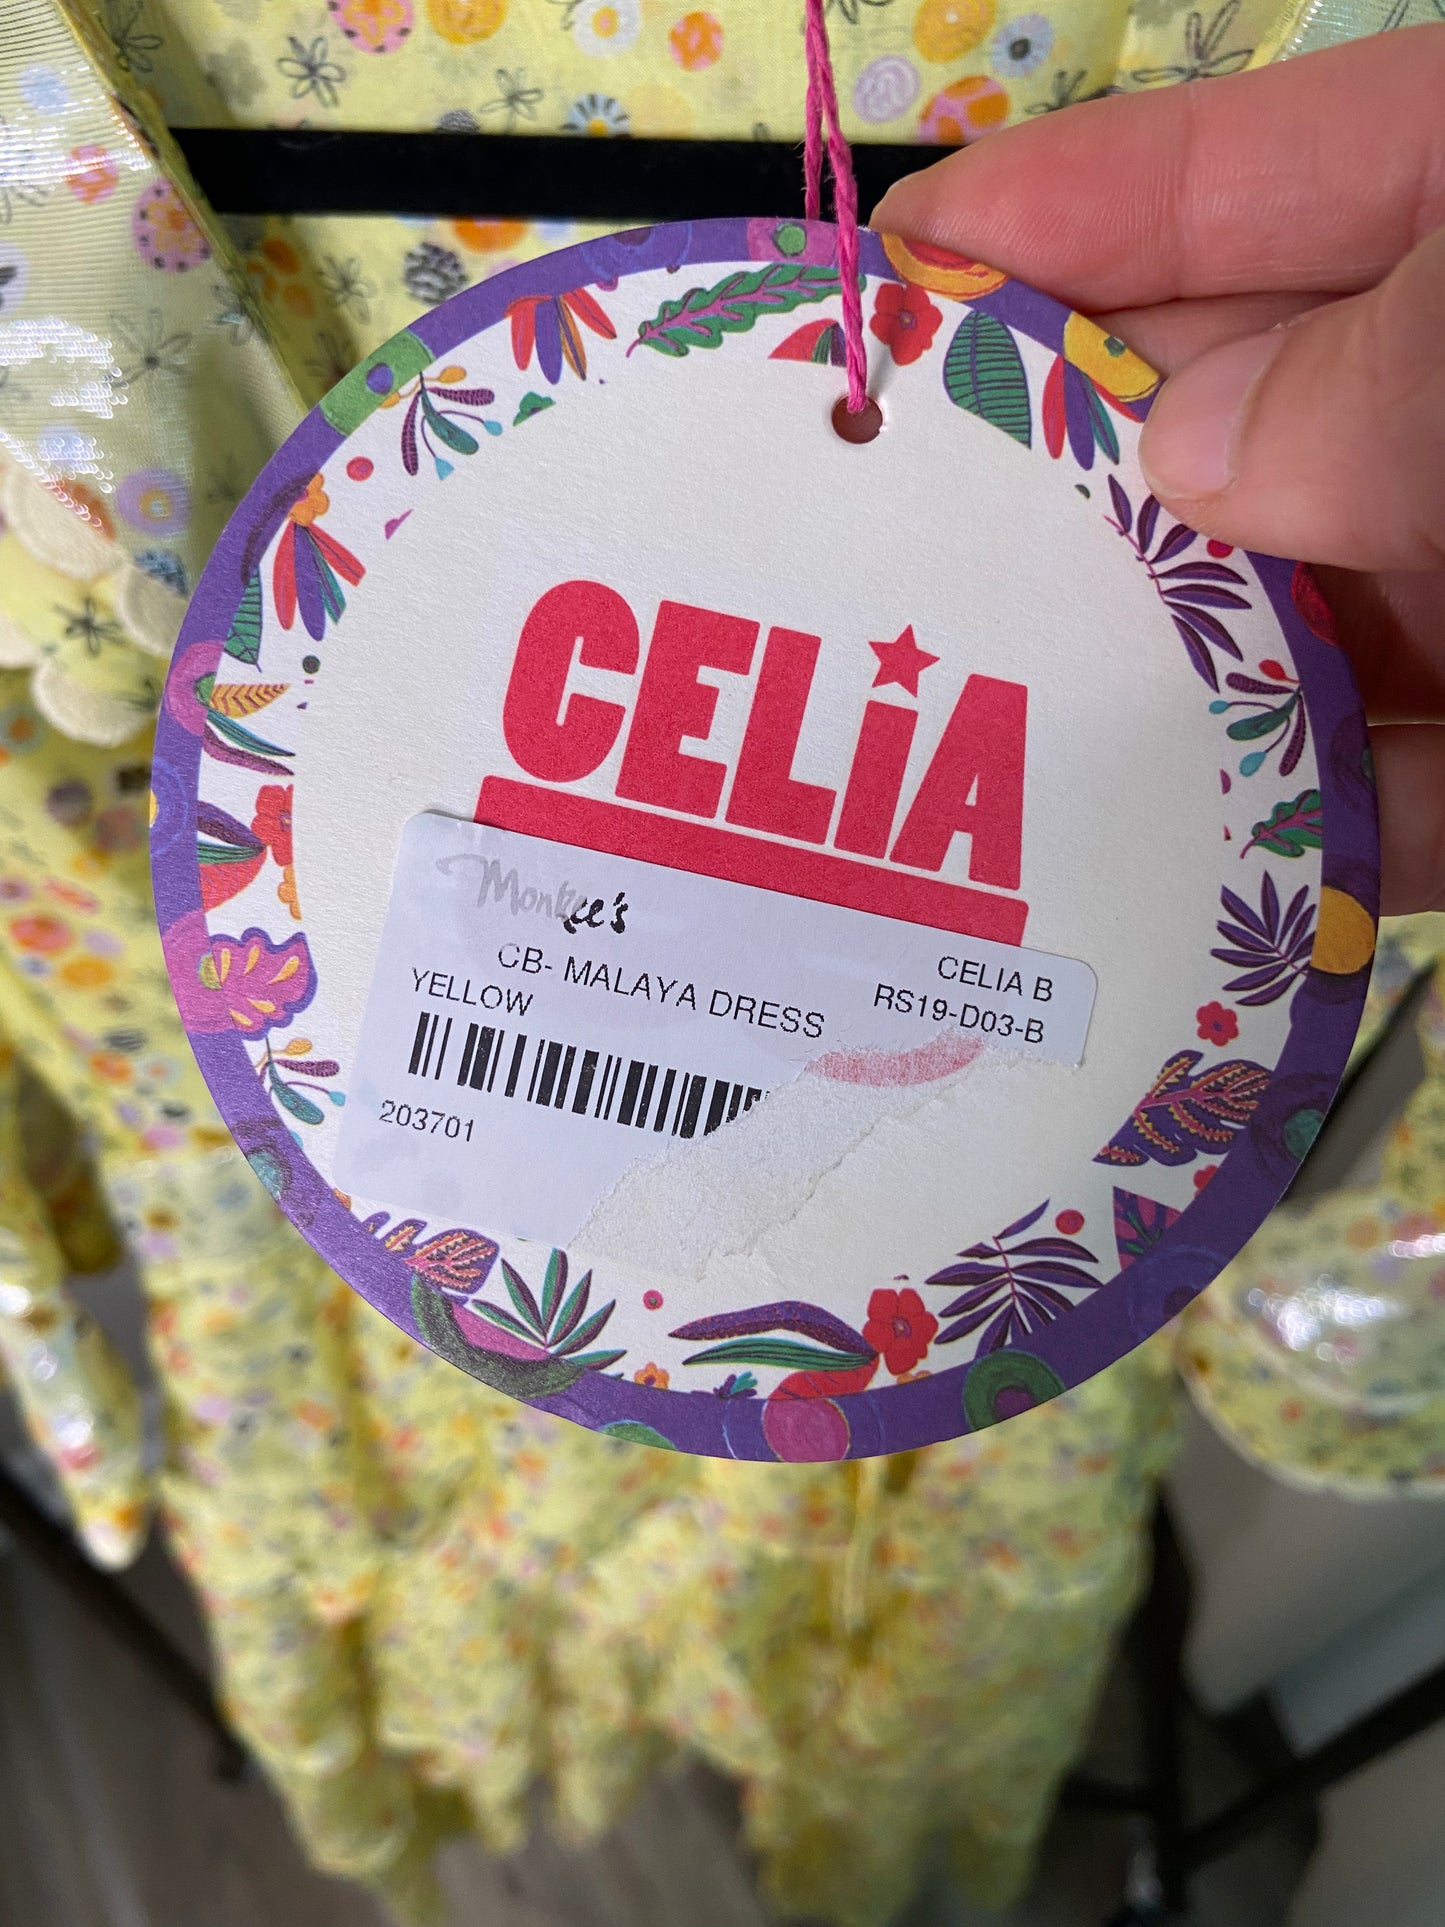 CELIA
Monkee's
CB- MALAYA DRESS
YELLOW
CELIA B
RS19-D03-B
203701